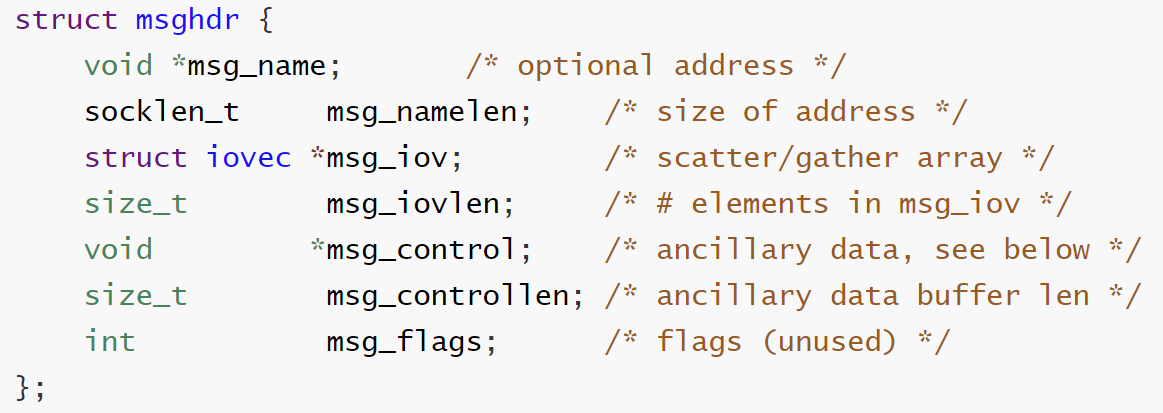 struct msghdr {
    void *msg_name;       /* optional address */
    socklen_t     msg_namelen;    /* size of address */
    struct iovec *msg_iov;        /* scatter/gather array */
    size_t        msg_iovlen;     /* # elements in msg_iov */
    void         *msg_control;    /* ancillary data, see below */
    size_t        msg_controllen; /* ancillary data buffer len */
    int           msg_flags;      /* flags (unused) */
};